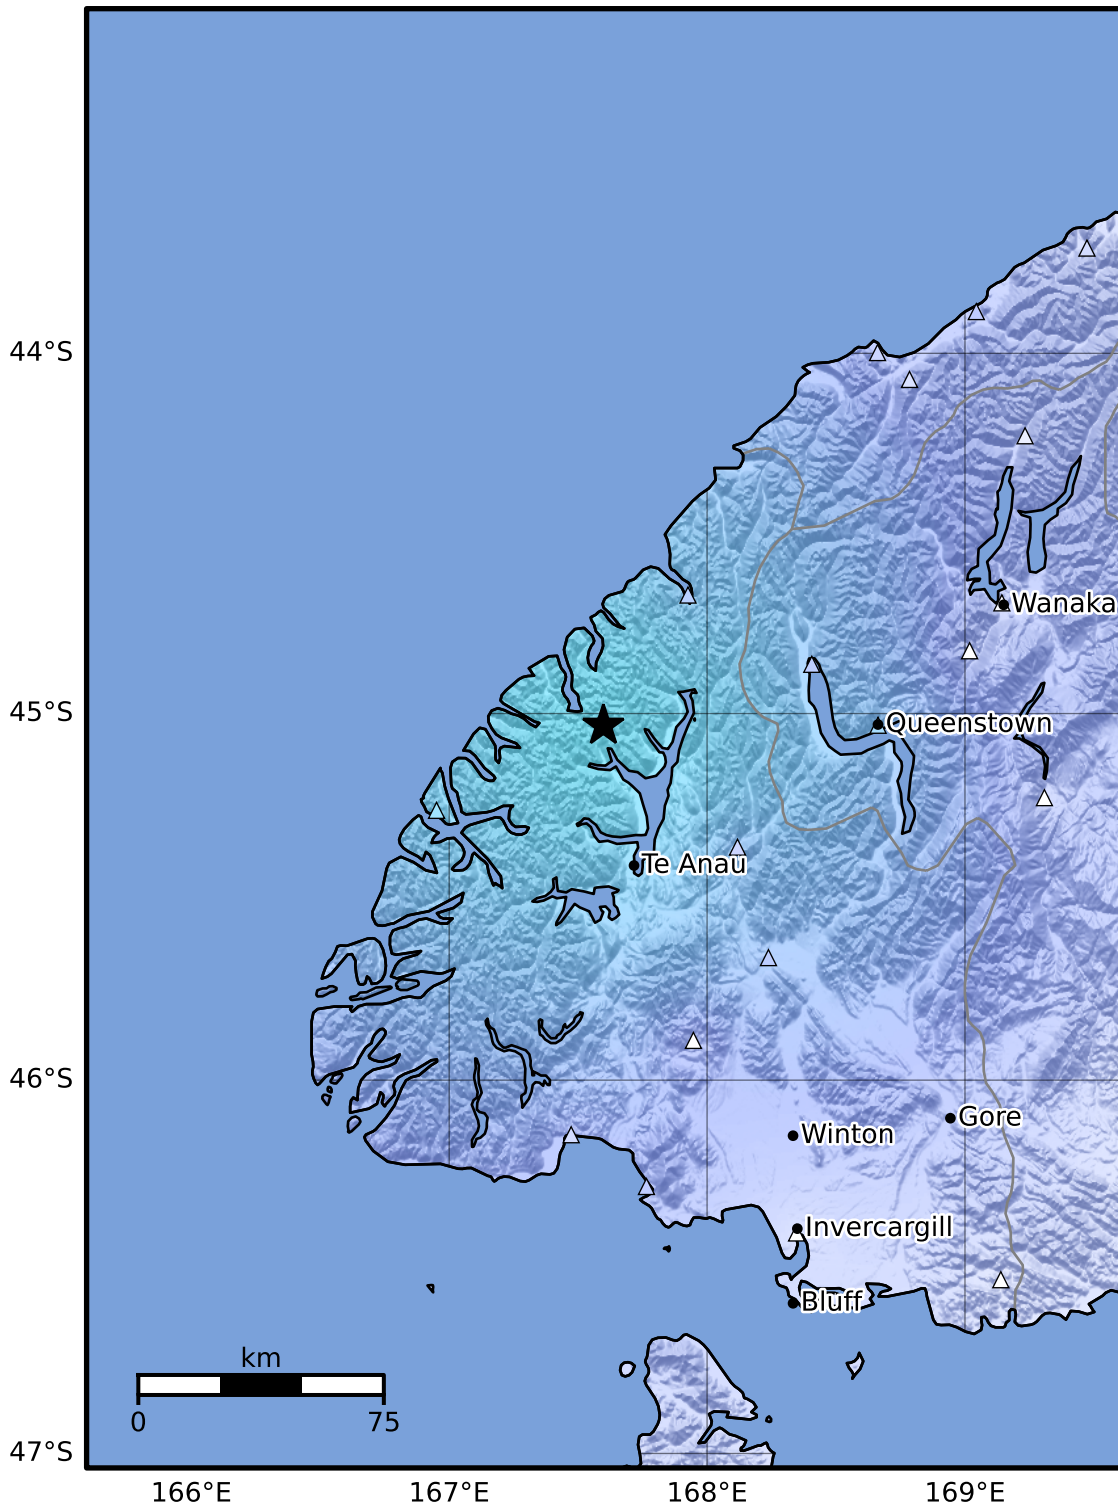 44°S
Wanaka
45°S
Queenstown
Te Anau
46°S
Gore
Winton
Invercargill
Bluff
km
0 75
47°S
166°E 167°E 168°E 169°E